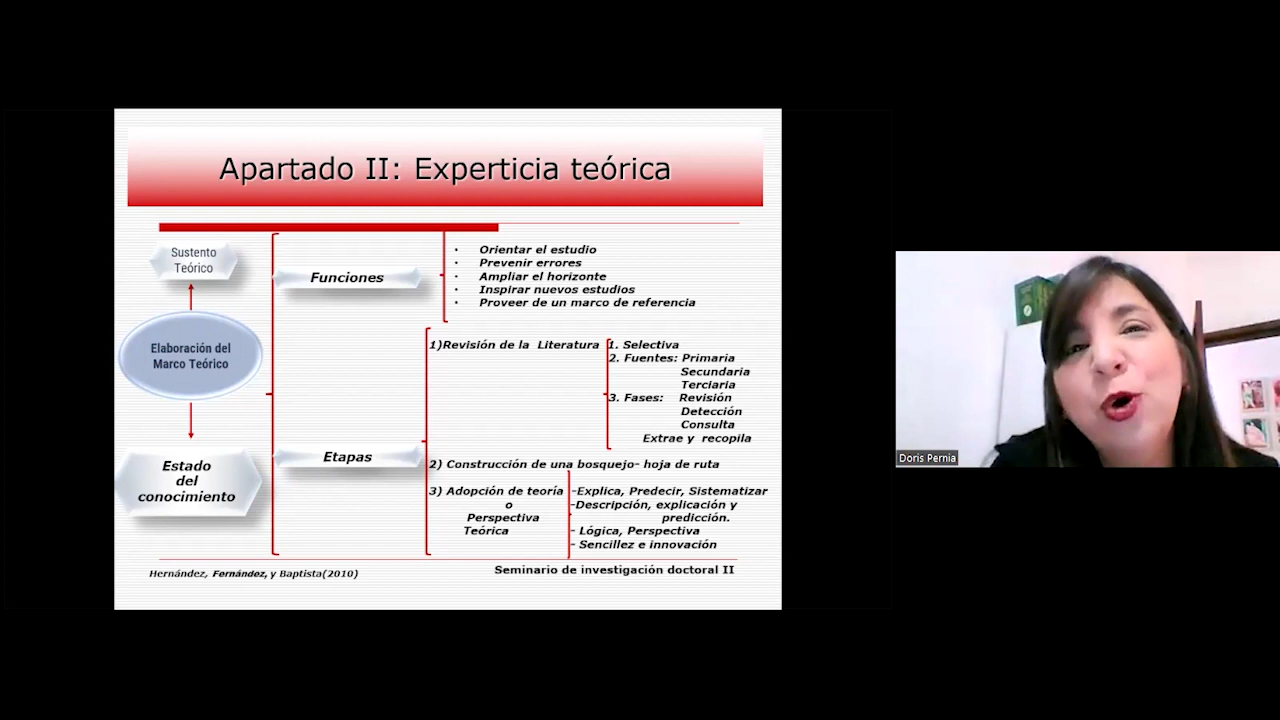 Apartado II: Experticia teórica
Sustento
Teórico
Elaboración del
Marco Teórico
Estado
del
conocimiento
Funciones
• Orientar el estudio
• Prevenir errores
• Ampliar el horizonte
• Inspirar nuevos estudios
• Proveer de un marco de referencia
Etapas
1)Revisión de la Literatura
1. Selectiva
2. Fuentes: Primaria
Secundaria
Terciaria
3. Fases: Revisión
Detección
Consulta
Extrae y recopila
2) Construcción de una bosquejo- hoja de ruta
3) Adopción de teoría
o
Perspectiva
Teórica
-Explica, Predecir, Sistematizar
-Descripción, explicación y
predicción.
- Lógica, Perspectiva
- Sencillez e innovación
Hernández, Fernández, y Baptista(2010)
Seminario de investigación doctoral II
Doris Pernia